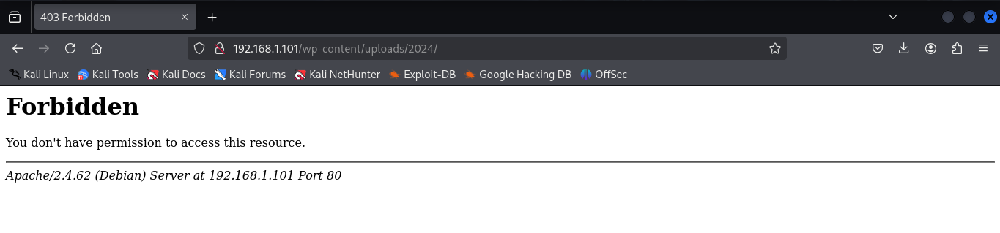 403 Forbidden
192.168.1.101/wp-content/uploads/2024/
Kali Linux Kali Tools Kali Docs Kali Forums Kali NetHunter Exploit-DB Google Hacking DB OffSec
Forbidden
You don't have permission to access this resource.
Apache/2.4.62 (Debian) Server at 192.168.1.101 Port 80